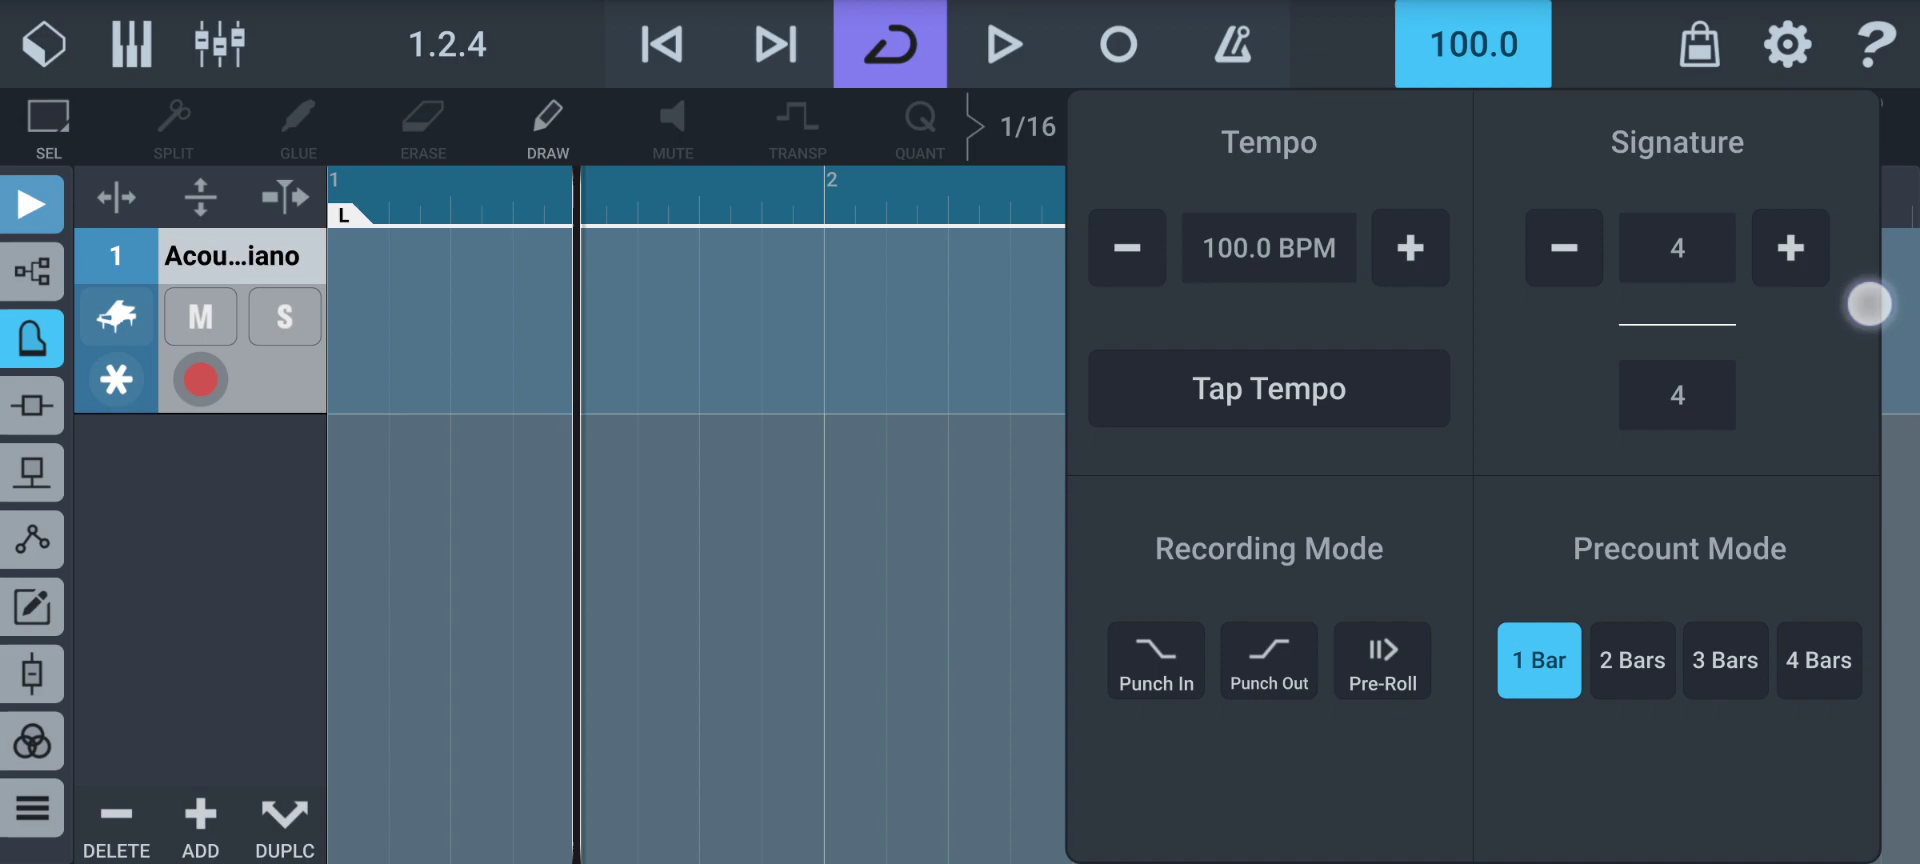 1.2.4
100.0
SEL
SPLIT
GLUE
ERASE
DRAW
MUTE
TRANSP
Q
QUANT
1/16
1
2
L
1
Acou...iano
M
S
DELETE
ADD
DUPLC
Tempo
100.0 BPM
Tap Tempo
Signature
4
4
Recording Mode
Punch In
Punch Out
Pre-Roll
Precount Mode
1 Bar
2 Bars
3 Bars
4 Bars